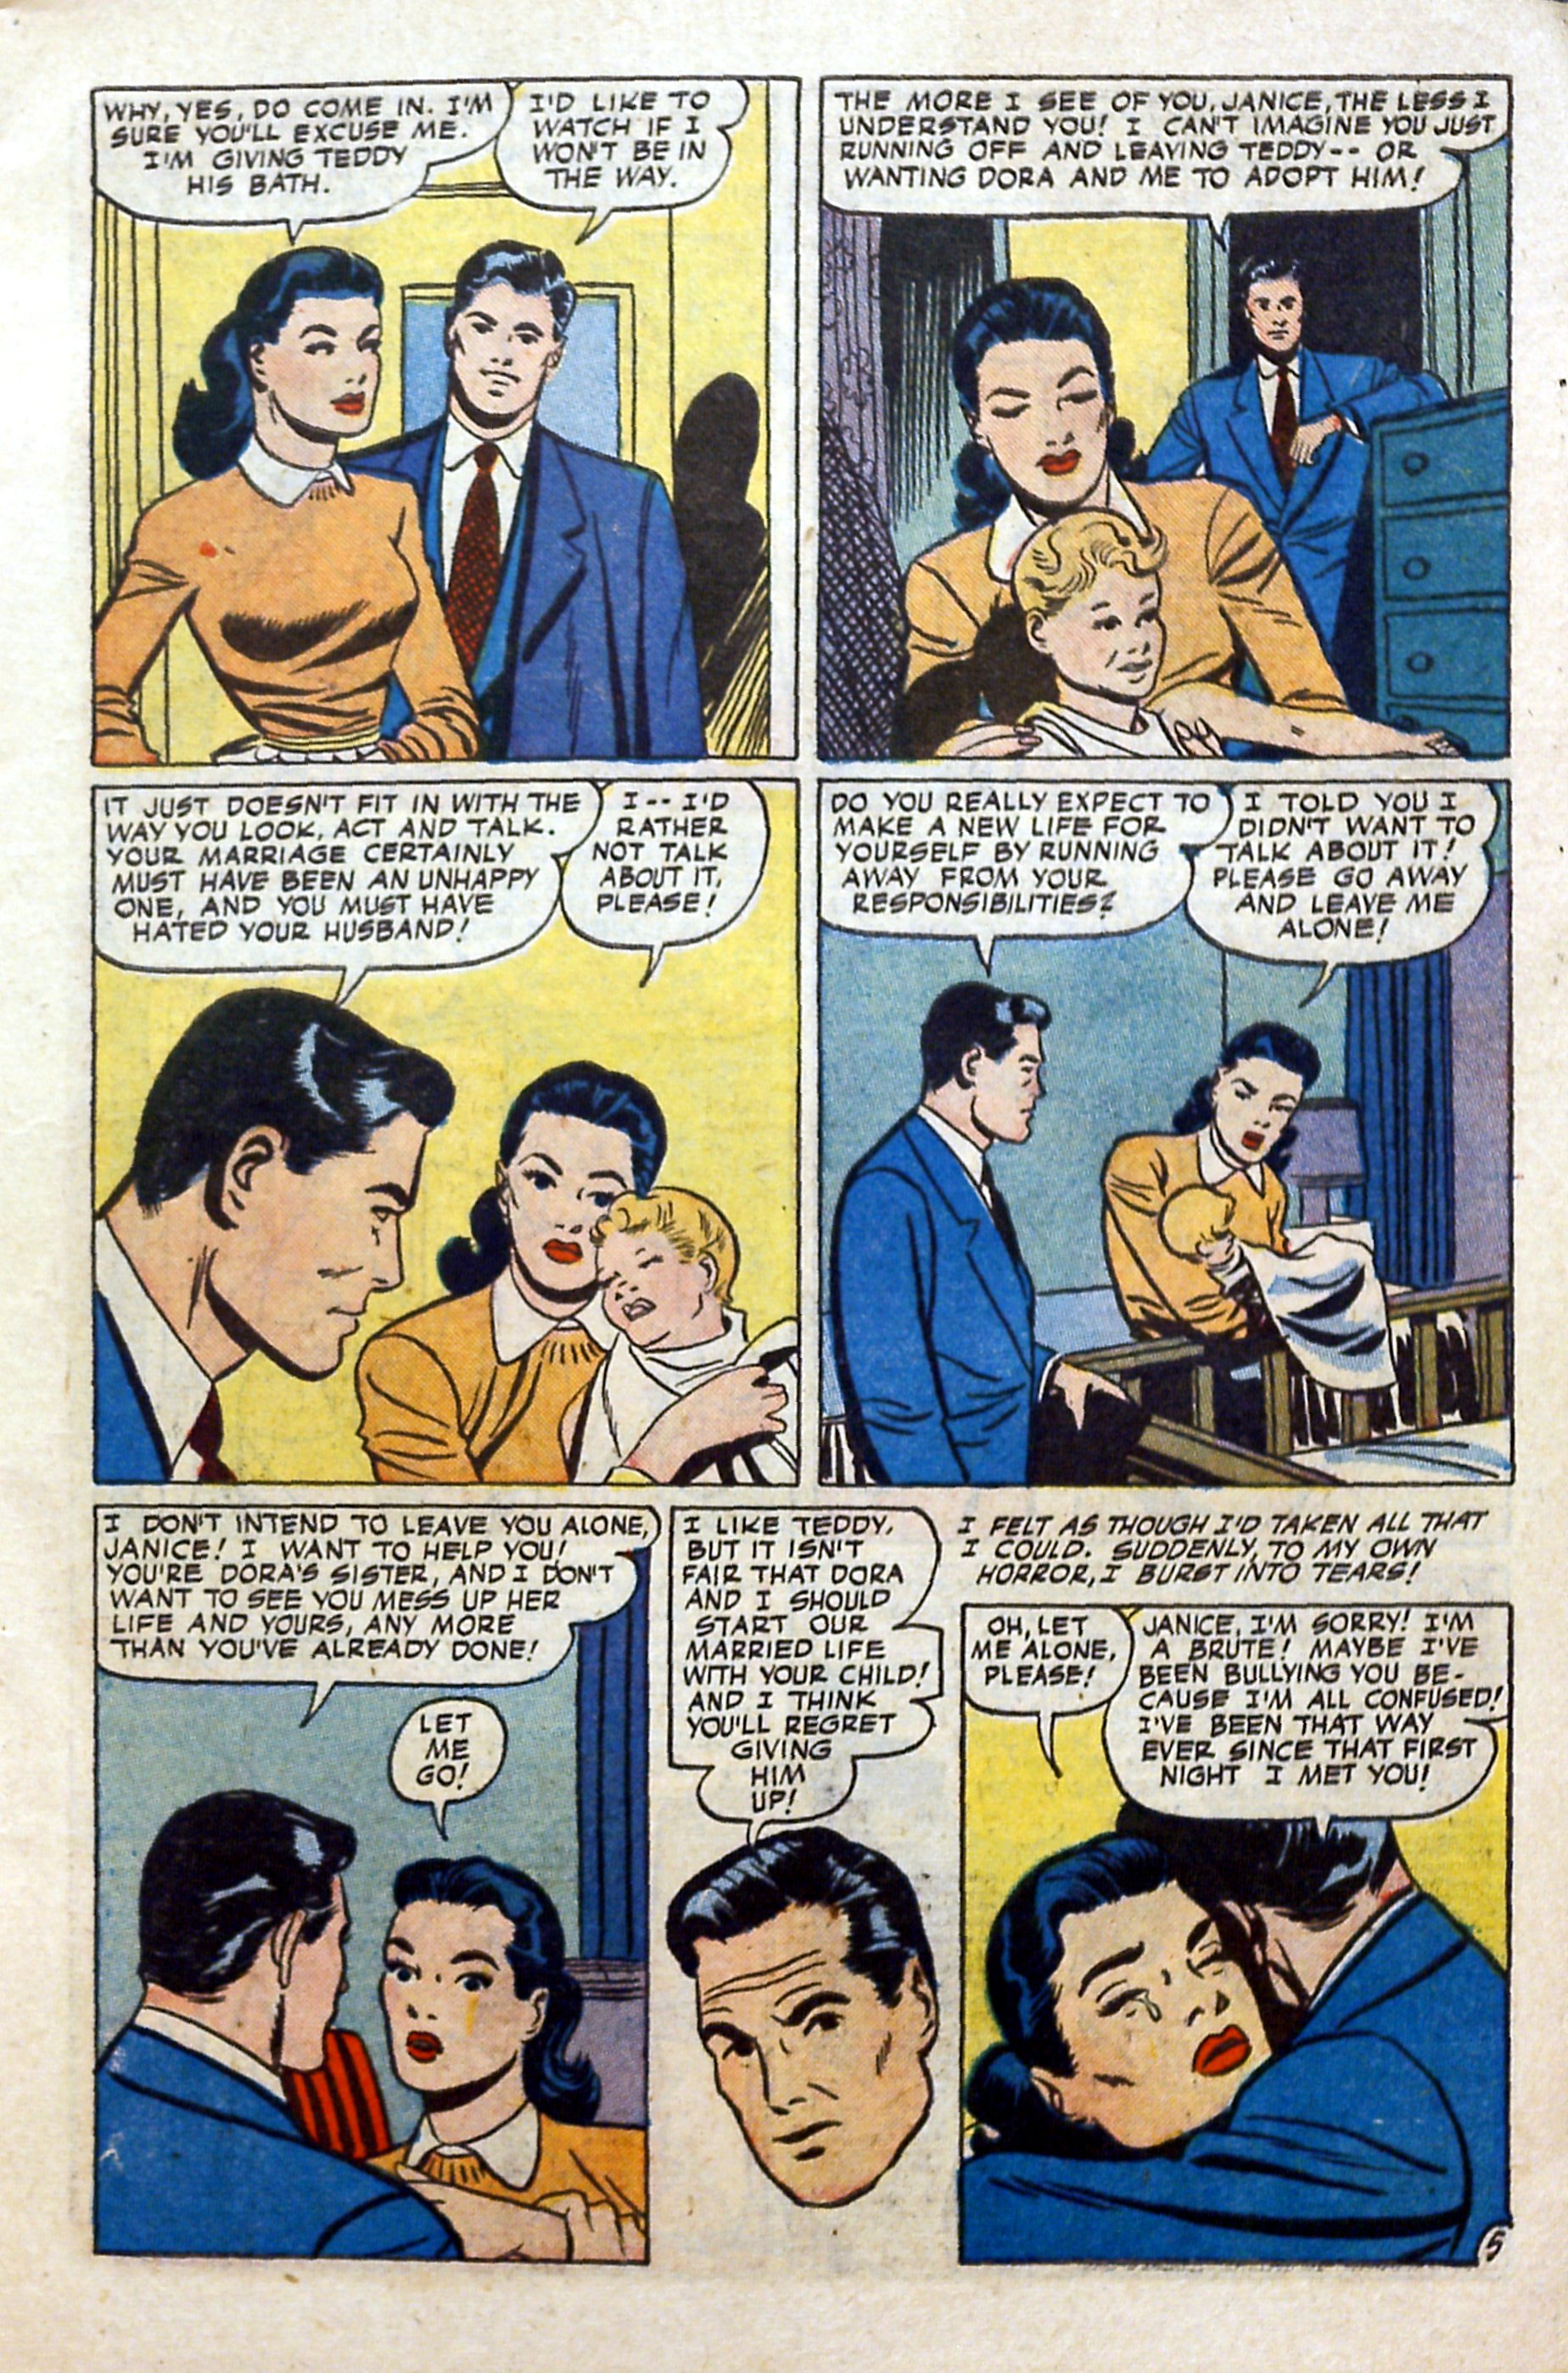 WHY, YES, DO COME IN. I'M
SURE YOU'LL EXCUSE ME.
I'M GIVING TEDDY
HIS BATH.
I'D LIKE TO
WATCH IF I
WON'T BE IN
THE WAY.
THE MORE I SEE OF YOU, JANICE, THE LESS I
UNDERSTAND YOU! I CAN'T IMAGINE YOU JUST
RUNNING OFF AND LEAVING TEDDY-- OR
WANTING DORA AND ME TO ADOPT HIM!
IT JUST DOESN'T FIT IN WITH THE
WAY YOU LOOK, ACT AND TALK.
YOUR MARRIAGE CERTAINLY
MUST HAVE BEEN AN UNHAPPY
ONE, AND YOU MUST HAVE
HATED YOUR HUSBAND!
I-- I'D
RATHER
NOT TALK
ABOUT IT,
PLEASE!
DO YOU REALLY EXPECT TO
MAKE A NEW LIFE FOR
YOURSELF BY RUNNING
AWAY FROM YOUR
RESPONSIBILITIES?
I TOLD YOU I
DIDN'T WANT TO
TALK ABOUT IT!
PLEASE GO AWAY
AND LEAVE ME
ALONE!
I DON'T INTEND TO LEAVE YOU ALONE,
JANICE! I WANT TO HELP YOU!
YOU'RE DORA'S SISTER, AND I DON'T
WANT TO SEE YOU MESS UP HER
LIFE AND YOURS, ANY MORE
THAN YOU'VE ALREADY DONE!
LET
ME
GO!
I LIKE TEDDY,
BUT IT ISN'T
FAIR THAT DORA
AND I SHOULD
START OUR
MARRIED LIFE
WITH YOUR CHILD!
AND I THINK
YOU'LL REGRET
GIVING
HIM
UP!
I FELT AS THOUGH I'D TAKEN ALL THAT
I COULD. SUDDENLY, TO MY OWN
HORROR, I BURST INTO TEARS!
OH, LET
ME ALONE,
PLEASE!
JANICE, I'M SORRY! I'M
A BRUTE! MAYBE I'VE
BEEN BULLYING YOU BE-
CAUSE I'M ALL CONFUSED!
I'VE BEEN THAT WAY
EVER SINCE THAT FIRST
NIGHT I MET YOU!
5